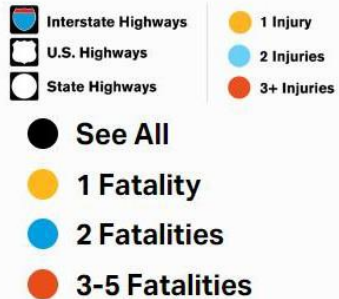 Interstate Highways
U.S. Highways
State Highways
1 Injury
2 Injuries
3+ Injuries
See All
1 Fatality
2 Fatalities
3-5 Fatalities